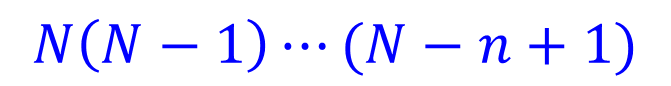 N(N − 1) ⋯ (N − n + 1)